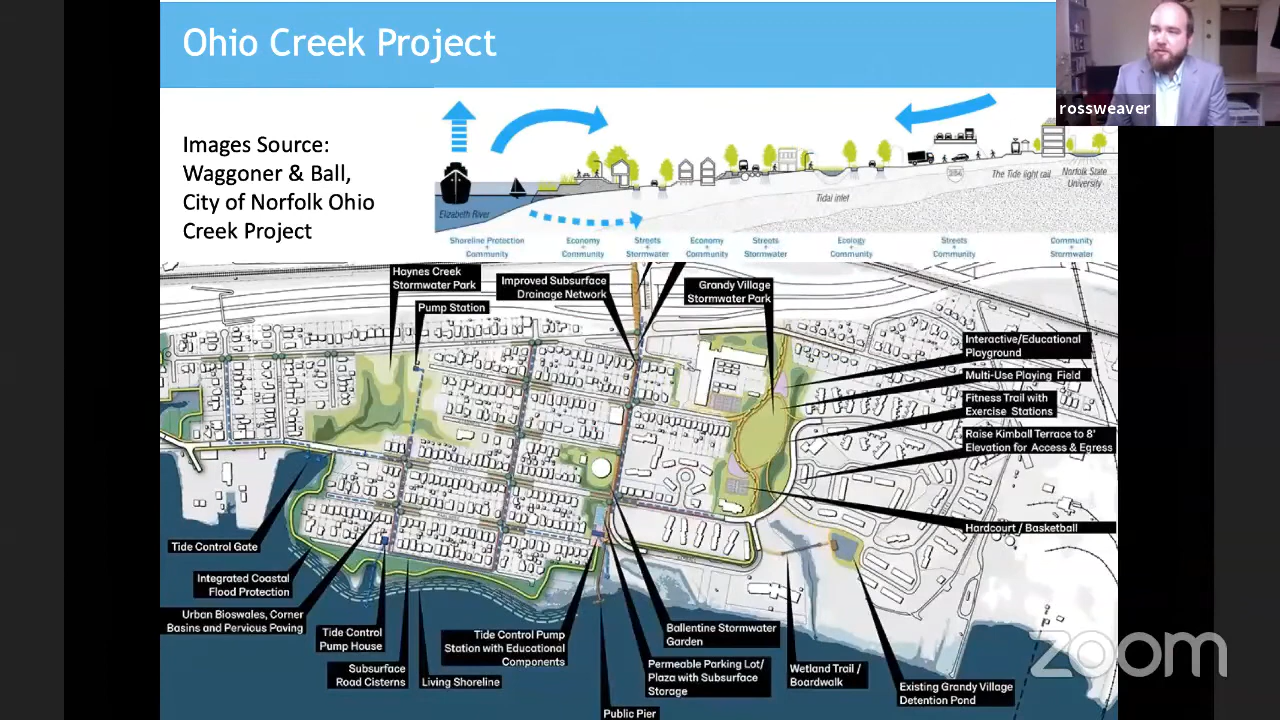 Ohio Creek Project
rossweaver
Images Source:
Waggoner & Ball,
City of Norfolk Ohio
Creek Project
Elizabeth River
Tidal inlet
264
The Tide light rail
Norfolk State
University
Shoreline Protection
+
Community
Economy
+
Community
Streets
+
Stormwater
Economy
+
Community
Streets
+
Stormwater
Ecology
+
Community
Streets
+
Community
Community
+
Stormwater
Haynes Creek
Stormwater Park
Pump Station
Improved Subsurface
Drainage Network
Grandy Village
Stormwater Park
Interactive/Educational
Playground
Multi-Use Playing Field
Fitness Trail with
Exercise Stations
Raise Kimball Terrace to 8'
Elevation for Access & Egress
Hardcourt / Basketball
Tide Control Gate
Integrated Coastal
Flood Protection
Urban Bioswales, Corner
Basins and Pervious Paving
Tide Control
Pump House
Subsurface
Road Cisterns
Living Shoreline
Tide Control Pump
Station with Educational
Components
Public Pier
Ballentine Stormwater
Garden
Permeable Parking Lot/
Plaza with Subsurface
Storage
Wetland Trail /
Boardwalk
Existing Grandy Village
Detention Pond
zoom